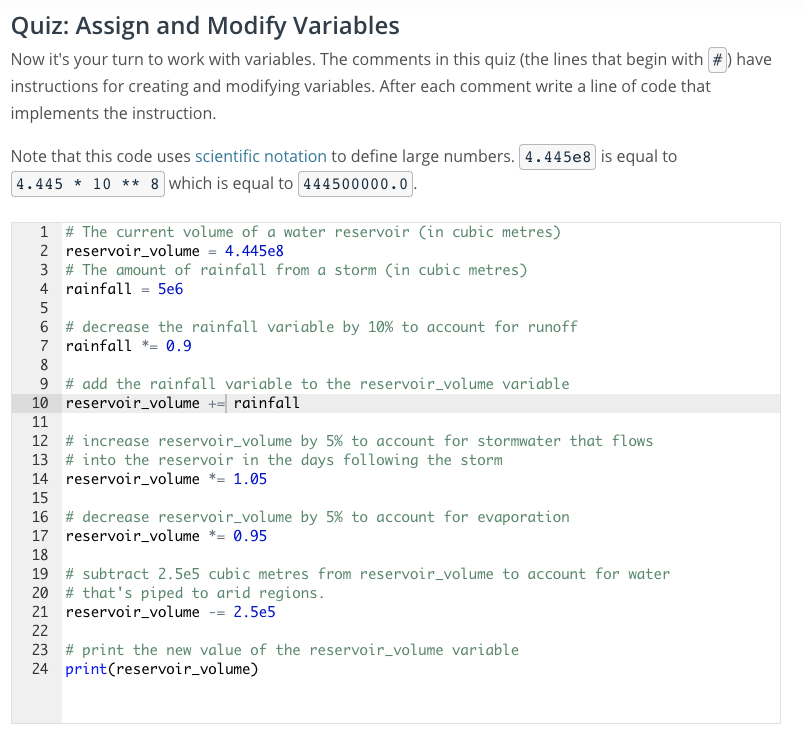 Quiz: Assign and Modify Variables
Now it's your turn to work with variables. The comments in this quiz (the lines that begin with #) have
instructions for creating and modifying variables. After each comment write a line of code that
implements the instruction.
Note that this code uses scientific notation to define large numbers. 4.445e8 is equal to
4.445 * 10 ** 8 which is equal to 444500000.0.
1 # The current volume of a water reservoir (in cubic metres)
2 reservoir_volume = 4.445e8
3 # The amount of rainfall from a storm (in cubic metres)
4 rainfall = 5e6
5
6 # decrease the rainfall variable by 10% to account for runoff
7 rainfall *= 0.9
8
9 # add the rainfall variable to the reservoir_volume variable
10 reservoir_volume += rainfall
11
12 # increase reservoir_volume by 5% to account for stormwater that flows
13 # into the reservoir in the days following the storm
14 reservoir_volume *= 1.05
15
16 # decrease reservoir_volume by 5% to account for evaporation
17 reservoir_volume *= 0.95
18
19 # subtract 2.5e5 cubic metres from reservoir_volume to account for water
20 # that's piped to arid regions.
21 reservoir_volume -= 2.5e5
22
23 # print the new value of the reservoir_volume variable
24 print(reservoir_volume)